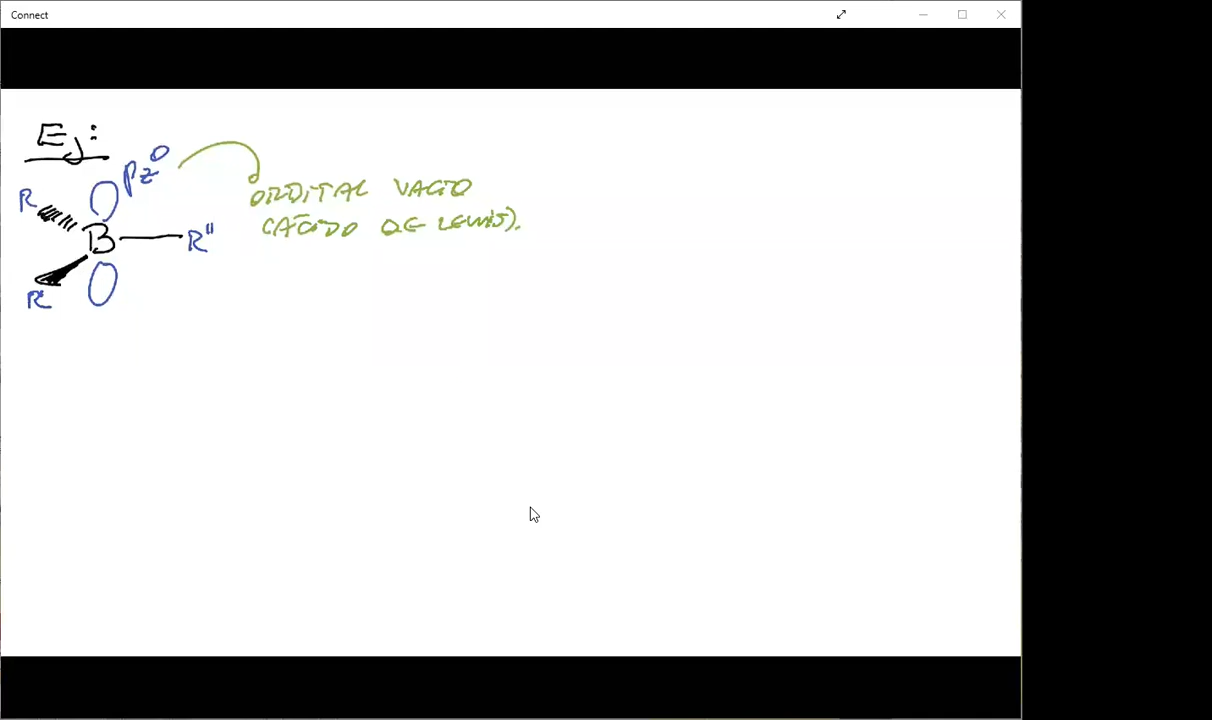 Connect
Ej:
Pz⁰
R
ORBITAL VACIO
B
R''
(ÁCIDO DE LEWIS).
R'